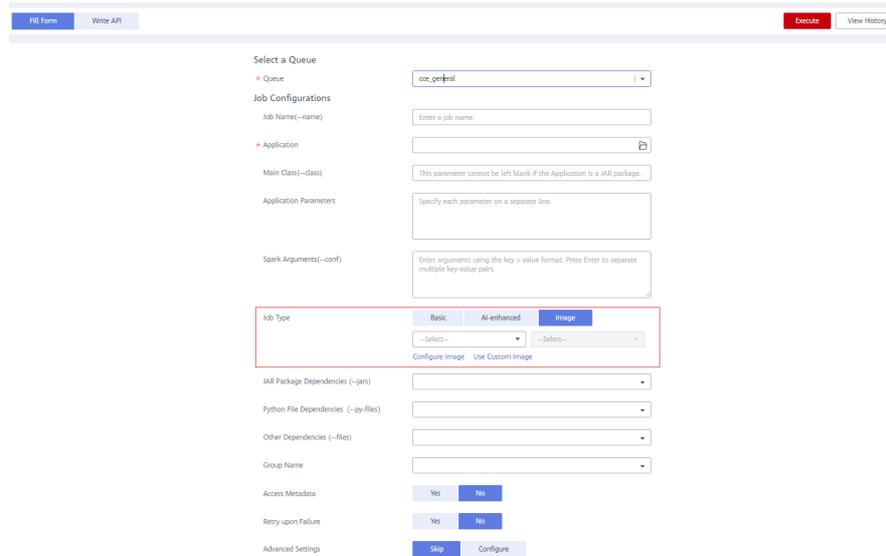 Fill Form Write API Execute View History
Select a Queue
* Queue cce_general
Job Configurations
Job Name(--name) Enter a job name.
* Application
Main Class(--class) This parameter cannot be left blank if the Application is a JAR package.
Application Parameters Specify each parameter on a separate line.
Spark Arguments(--conf) Enter arguments using the key = value format. Press Enter to separate
multiple key-value pairs.
Job Type Basic AI-enhanced Image
--Select-- --Select--
Configure Image Use Custom Image
JAR Package Dependencies (--jars)
Python File Dependencies (--py-files)
Other Dependencies (--files)
Group Name
Access Metadata Yes No
Retry upon Failure Yes No
Advanced Settings Skip Configure